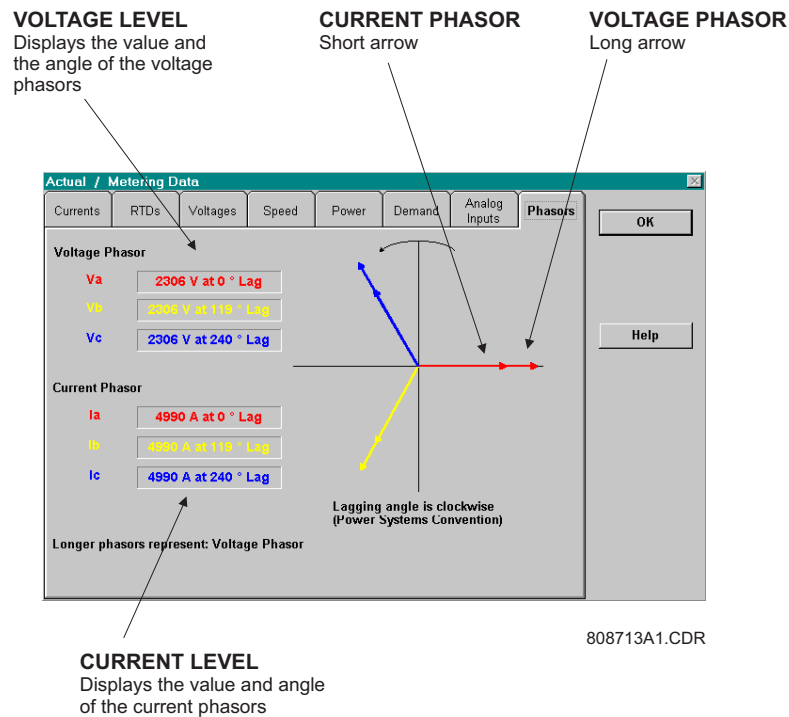 VOLTAGE LEVEL
Displays the value and
the angle of the voltage
phasors
CURRENT PHASOR
Short arrow
VOLTAGE PHASOR
Long arrow
Actual / Metering Data
Currents
RTDs
Voltages
Speed
Power
Demand
Analog
Inputs
Phasors
OK
Help
Voltage Phasor
Va 2306 V at 0 ° Lag
Vb 2306 V at 119 ° Lag
Vc 2306 V at 240 ° Lag
Current Phasor
Ia 4990 A at 0 ° Lag
Ib 4990 A at 119 ° Lag
Ic 4990 A at 240 ° Lag
Lagging angle is clockwise
(Power Systems Convention)
Longer phasors represent: Voltage Phasor
808713A1.CDR
CURRENT LEVEL
Displays the value and angle
of the current phasors